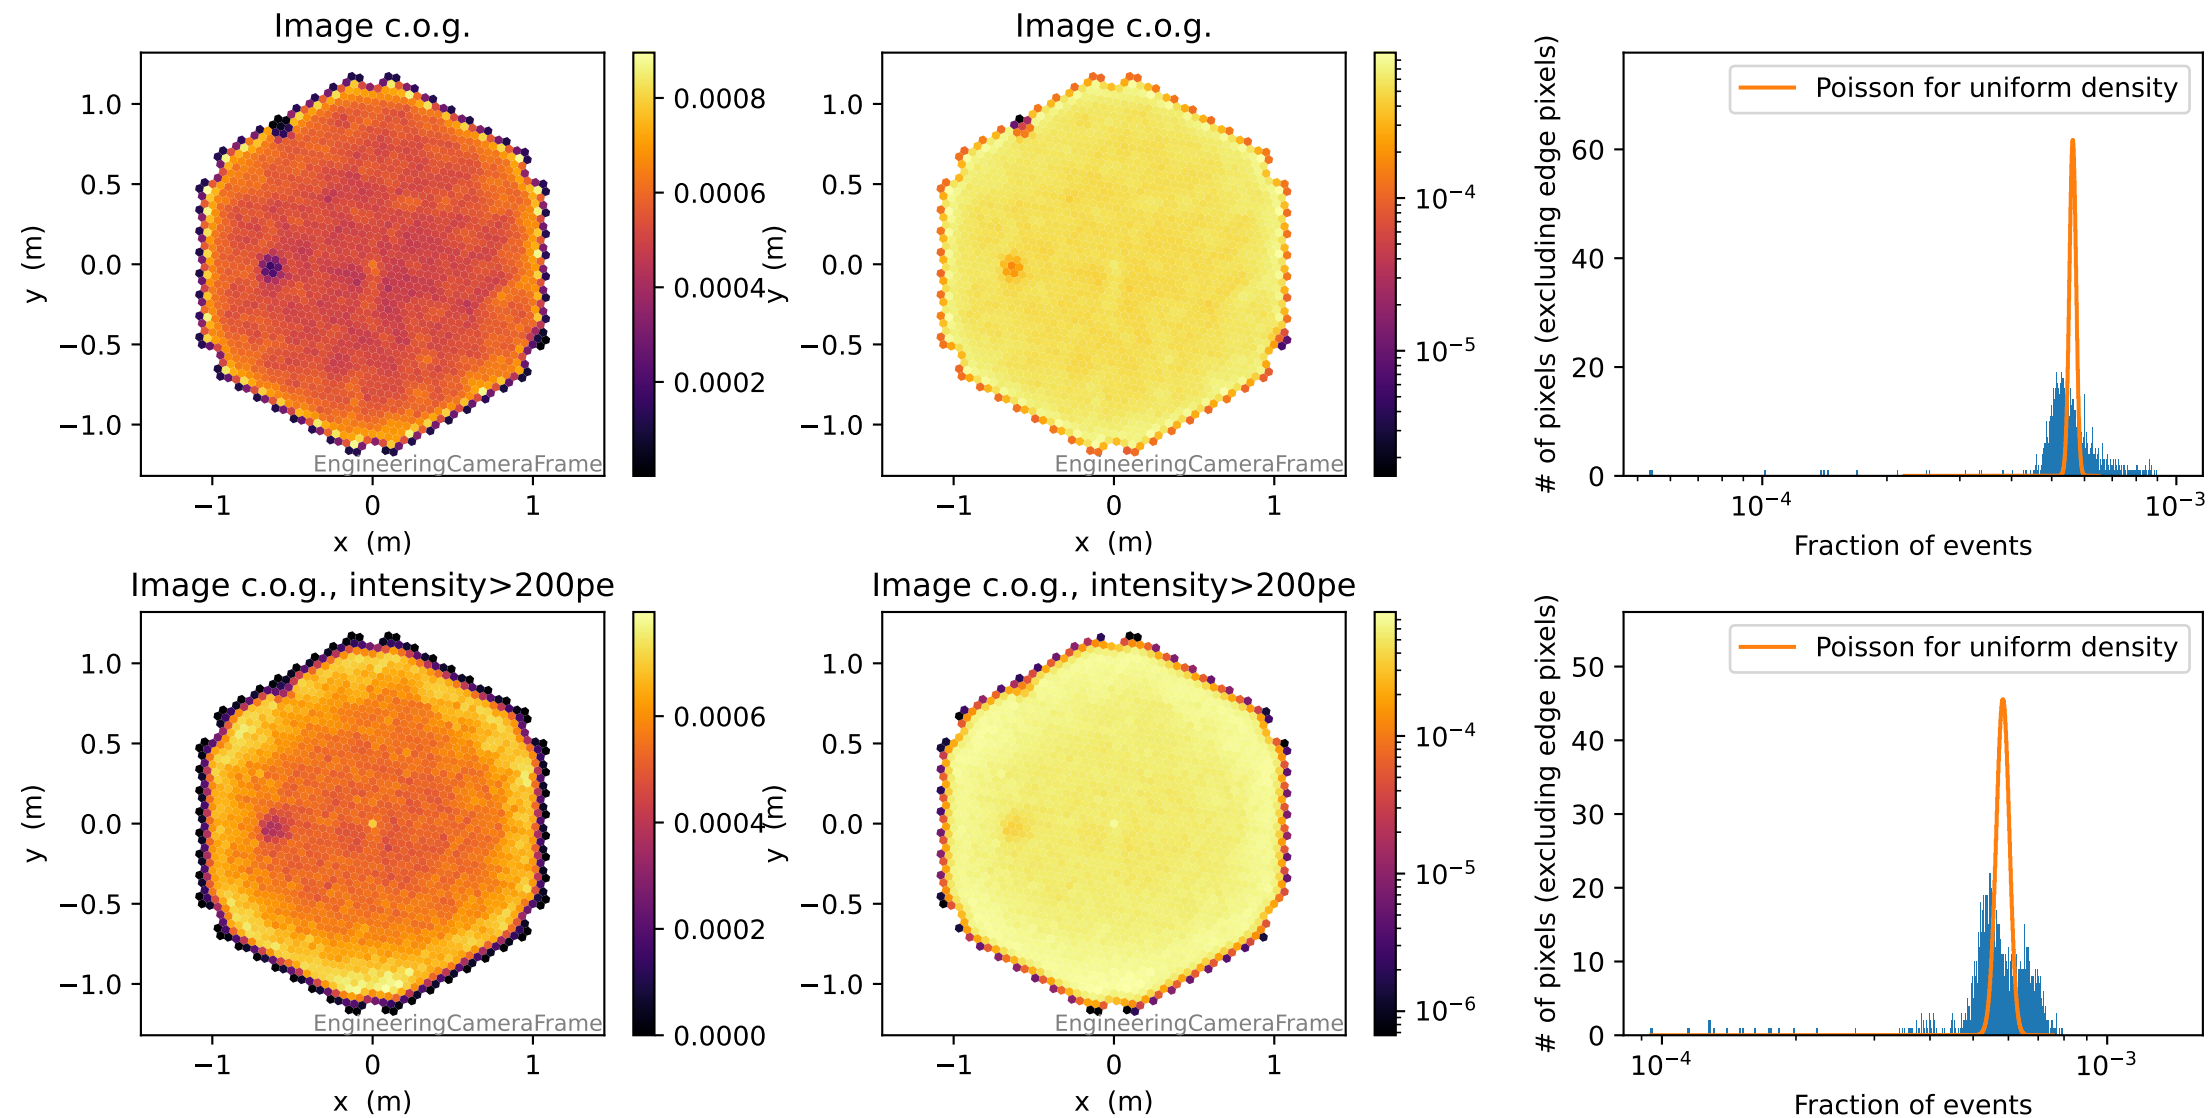 Image c.o.g.
Image c.o.g.
1.0
0.5
0.0
−0.5
−1.0
y (m)
−1
0
1
x (m)
EngineeringCameraFrame
0.0008
0.0006
0.0004
0.0002
1.0
0.5
0.0
−0.5
−1.0
y (m)
−1
0
1
x (m)
EngineeringCameraFrame
10⁻⁴
10⁻⁵
# of pixels (excluding edge pixels)
60
40
20
0
Poisson for uniform density
10⁻⁴
10⁻³
Fraction of events
Image c.o.g., intensity>200pe
Image c.o.g., intensity>200pe
1.0
0.5
0.0
−0.5
−1.0
y (m)
−1
0
1
x (m)
EngineeringCameraFrame
0.0006
0.0004
0.0002
0.0000
1.0
0.5
0.0
−0.5
−1.0
y (m)
−1
0
1
x (m)
EngineeringCameraFrame
10⁻⁴
10⁻⁵
10⁻⁶
# of pixels (excluding edge pixels)
50
40
30
20
10
0
Poisson for uniform density
10⁻⁴
10⁻³
Fraction of events